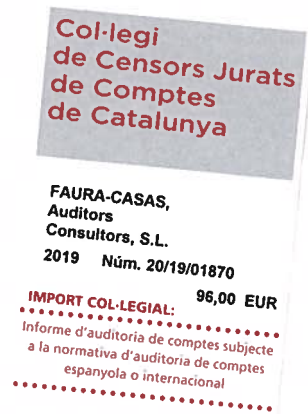 Col·legi
de Censors Jurats
de Comptes
de Catalunya
FAURA-CASAS,
Auditors
Consultors, S.L.
2019 Núm. 20/19/01870
96,00 EUR
IMPORT COL·LEGIAL:
Informe d'auditoria de comptes subjecte
a la normativa d'auditoria de comptes
espanyola o internacional